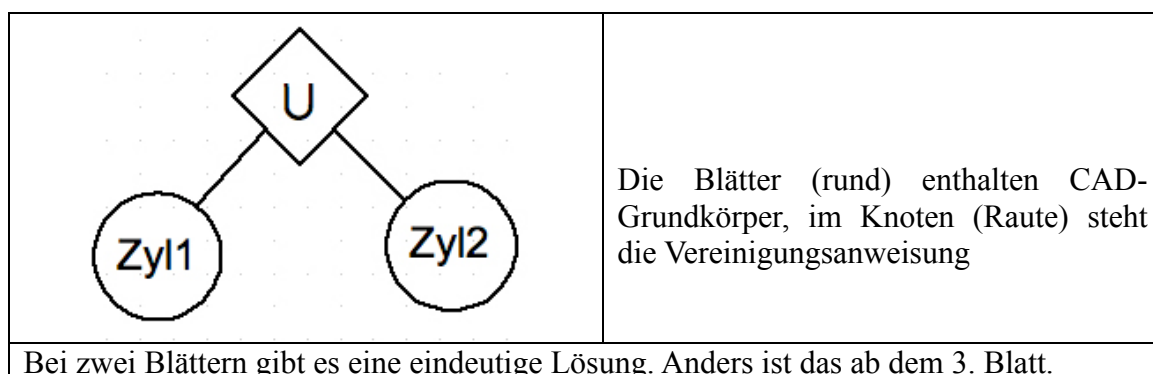 U
Zyl1
Zyl2
Die Blätter (rund) enthalten CAD-
Grundkörper, im Knoten (Raute) steht
die Vereinigungsanweisung
Bei zwei Blättern gibt es eine eindeutige Lösung. Anders ist das ab dem 3. Blatt.